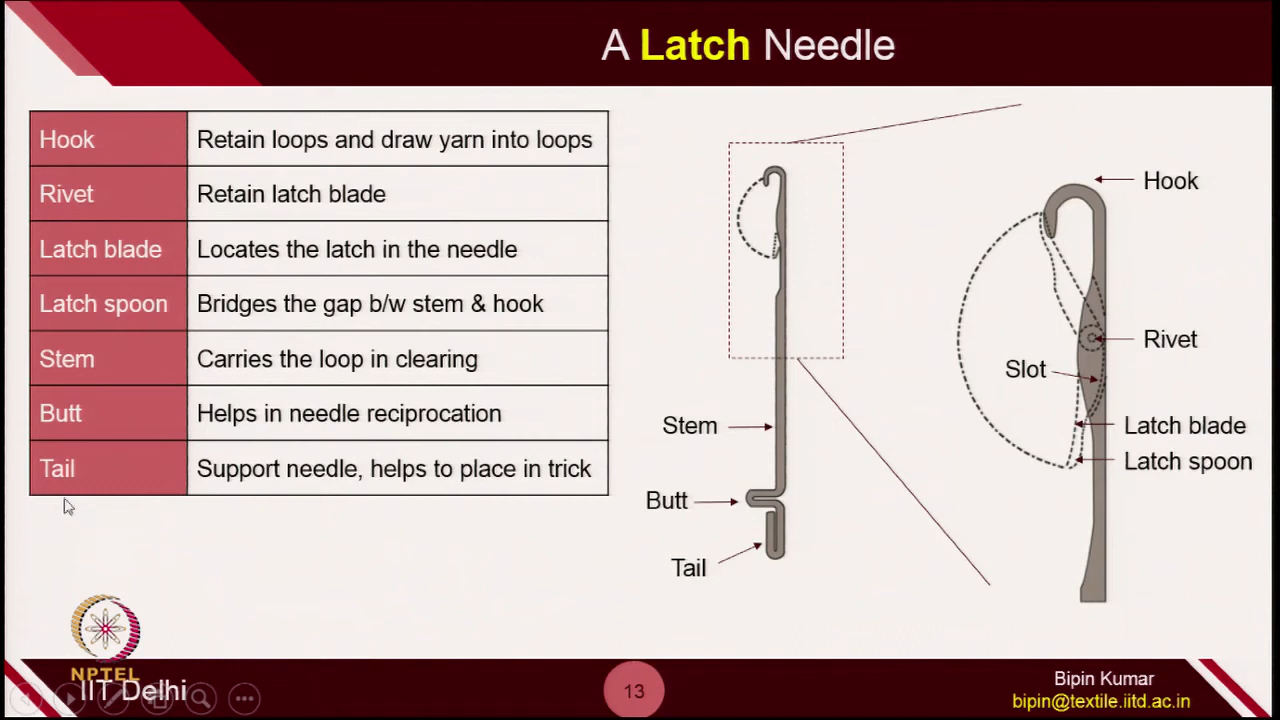 A Latch Needle
Hook Retain loops and draw yarn into loops
Rivet Retain latch blade
Latch blade Locates the latch in the needle
Latch spoon Bridges the gap b/w stem & hook
Stem Carries the loop in clearing
Butt Helps in needle reciprocation
Tail Support needle, helps to place in trick
Stem
Butt
Tail
Hook
Rivet
Slot
Latch blade
Latch spoon
NPTEL
IIT Delhi
13
Bipin Kumar
bipin@textile.iitd.ac.in